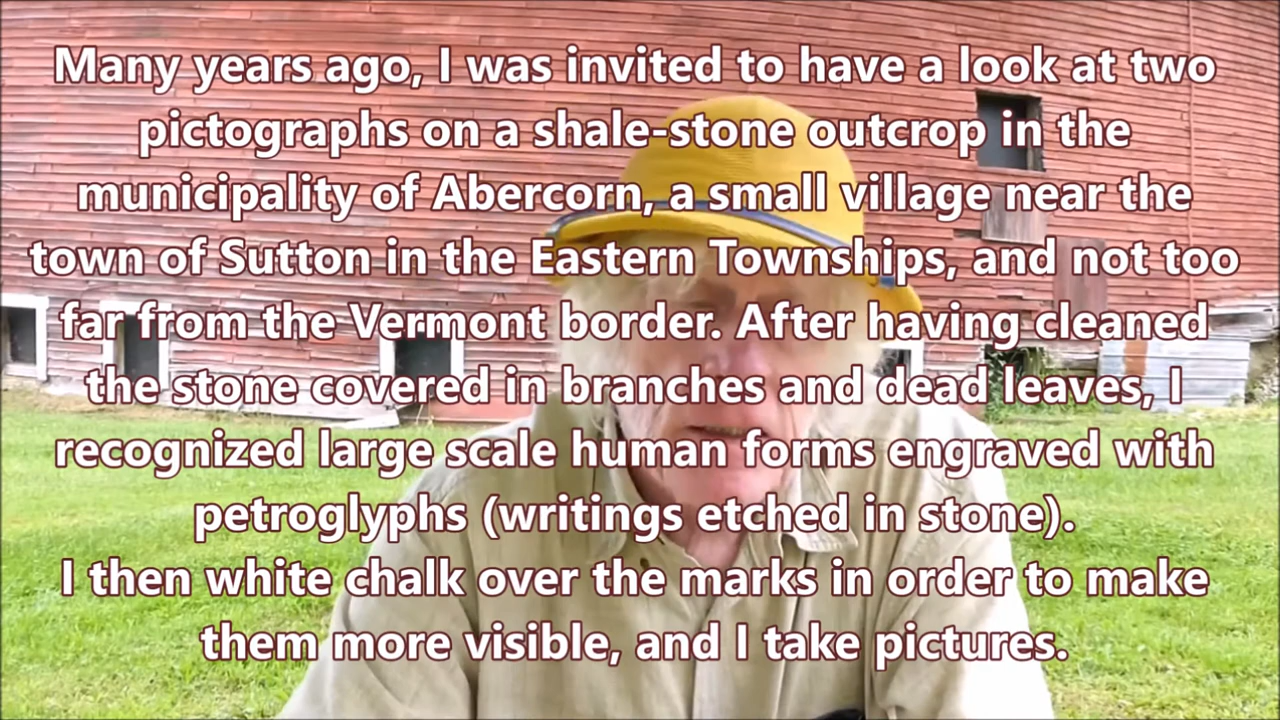 Many years ago, I was invited to have a look at two
pictographs on a shale-stone outcrop in the
municipality of Abercorn, a small village near the
town of Sutton in the Eastern Townships, and not too
far from the Vermont border. After having cleaned
the stone covered in branches and dead leaves, I
recognized large scale human forms engraved with
petroglyphs (writings etched in stone).
I then white chalk over the marks in order to make
them more visible, and I take pictures.